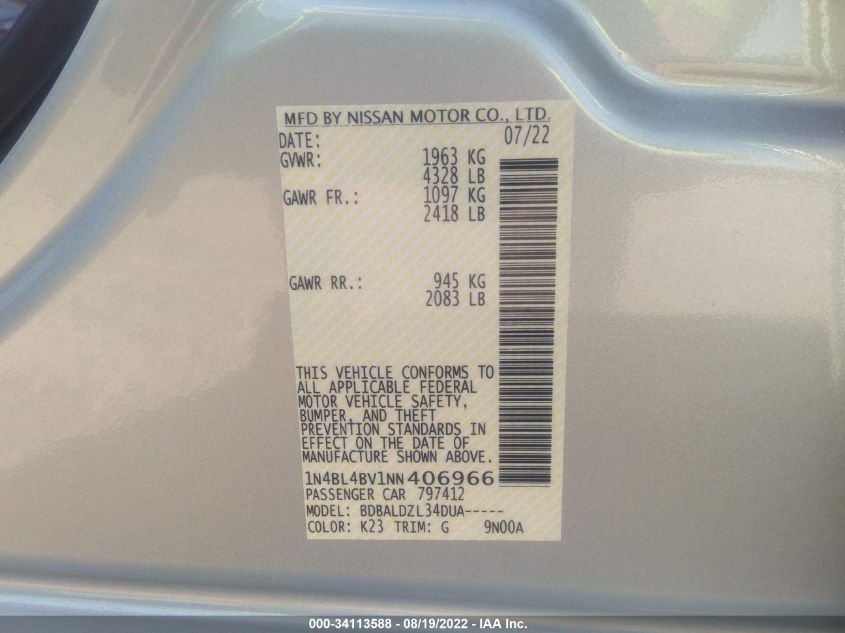 MFD BY NISSAN MOTOR CO., LTD.
DATE: 07/22
GVWR: 1963 KG
4328 LB
GAWR FR.: 1097 KG
2418 LB
GAWR RR.: 945 KG
2083 LB
THIS VEHICLE CONFORMS TO
ALL APPLICABLE FEDERAL
MOTOR VEHICLE SAFETY,
BUMPER, AND THEFT
PREVENTION STANDARDS IN
EFFECT ON THE DATE OF
MANUFACTURE SHOWN ABOVE.
1N4BL4BV1NN406966
PASSENGER CAR 797412
MODEL: BDBALDZL34DUA-----
COLOR: K23 TRIM: G 9N00A
000-34113588 - 08/19/2022 - IAA Inc.